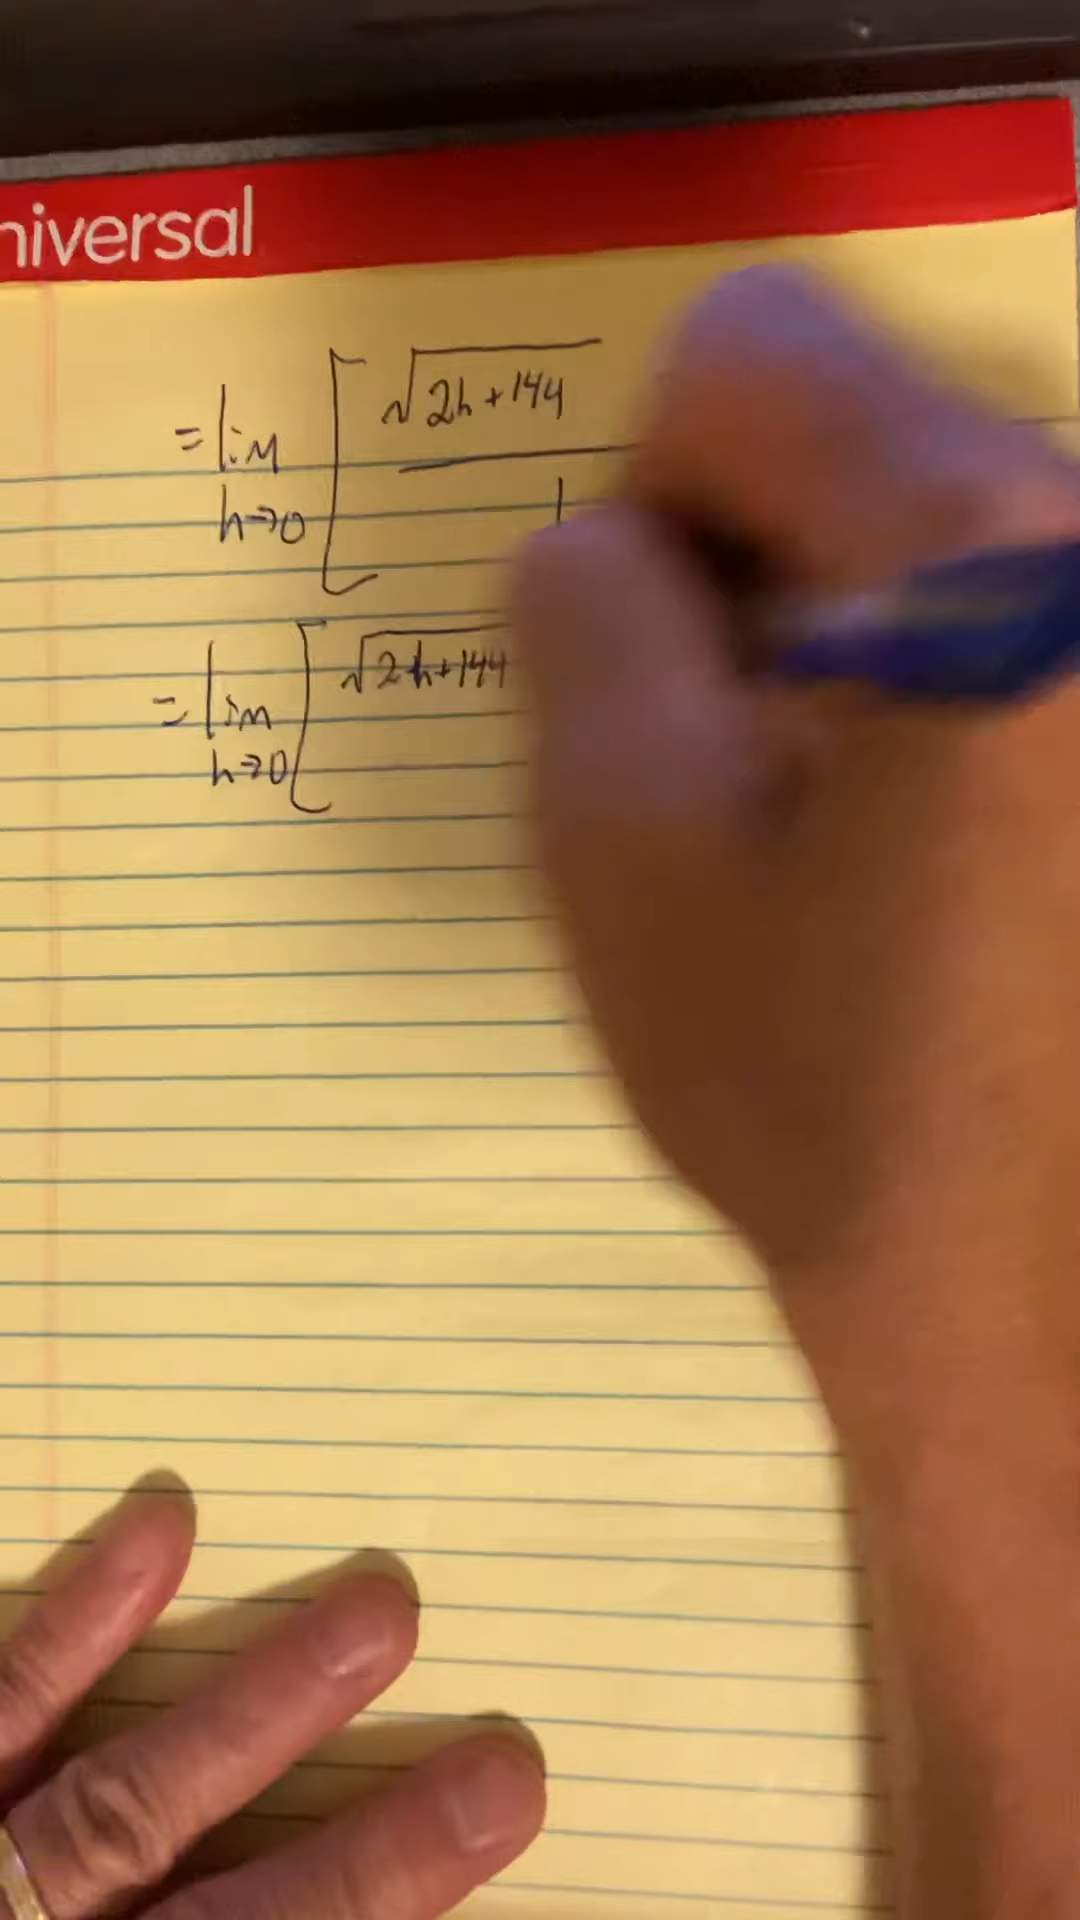 niversal
= lim [ √2h+144
h→0
= lim [ √2h+144
h→0